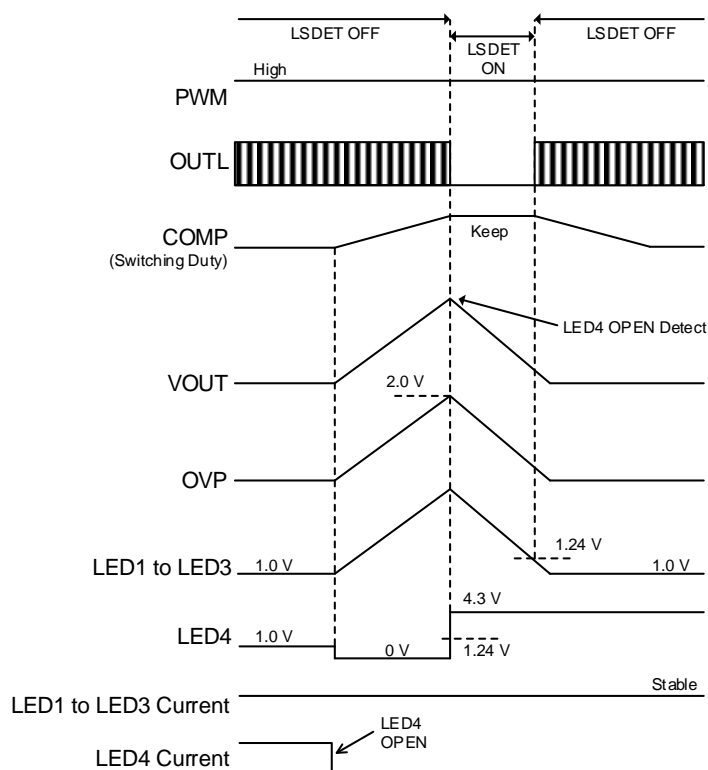 LSDET OFF
LSDET
ON
LSDET OFF
High
PWM
OUTL
COMP
(Switching Duty)
Keep
LED4 OPEN Detect
VOUT
2.0 V
OVP
1.24 V
LED1 to LED3
1.0 V
1.0 V
4.3 V
LED4
1.0 V
0 V
1.24 V
Stable
LED1 to LED3 Current
LED4
OPEN
LED4 Current